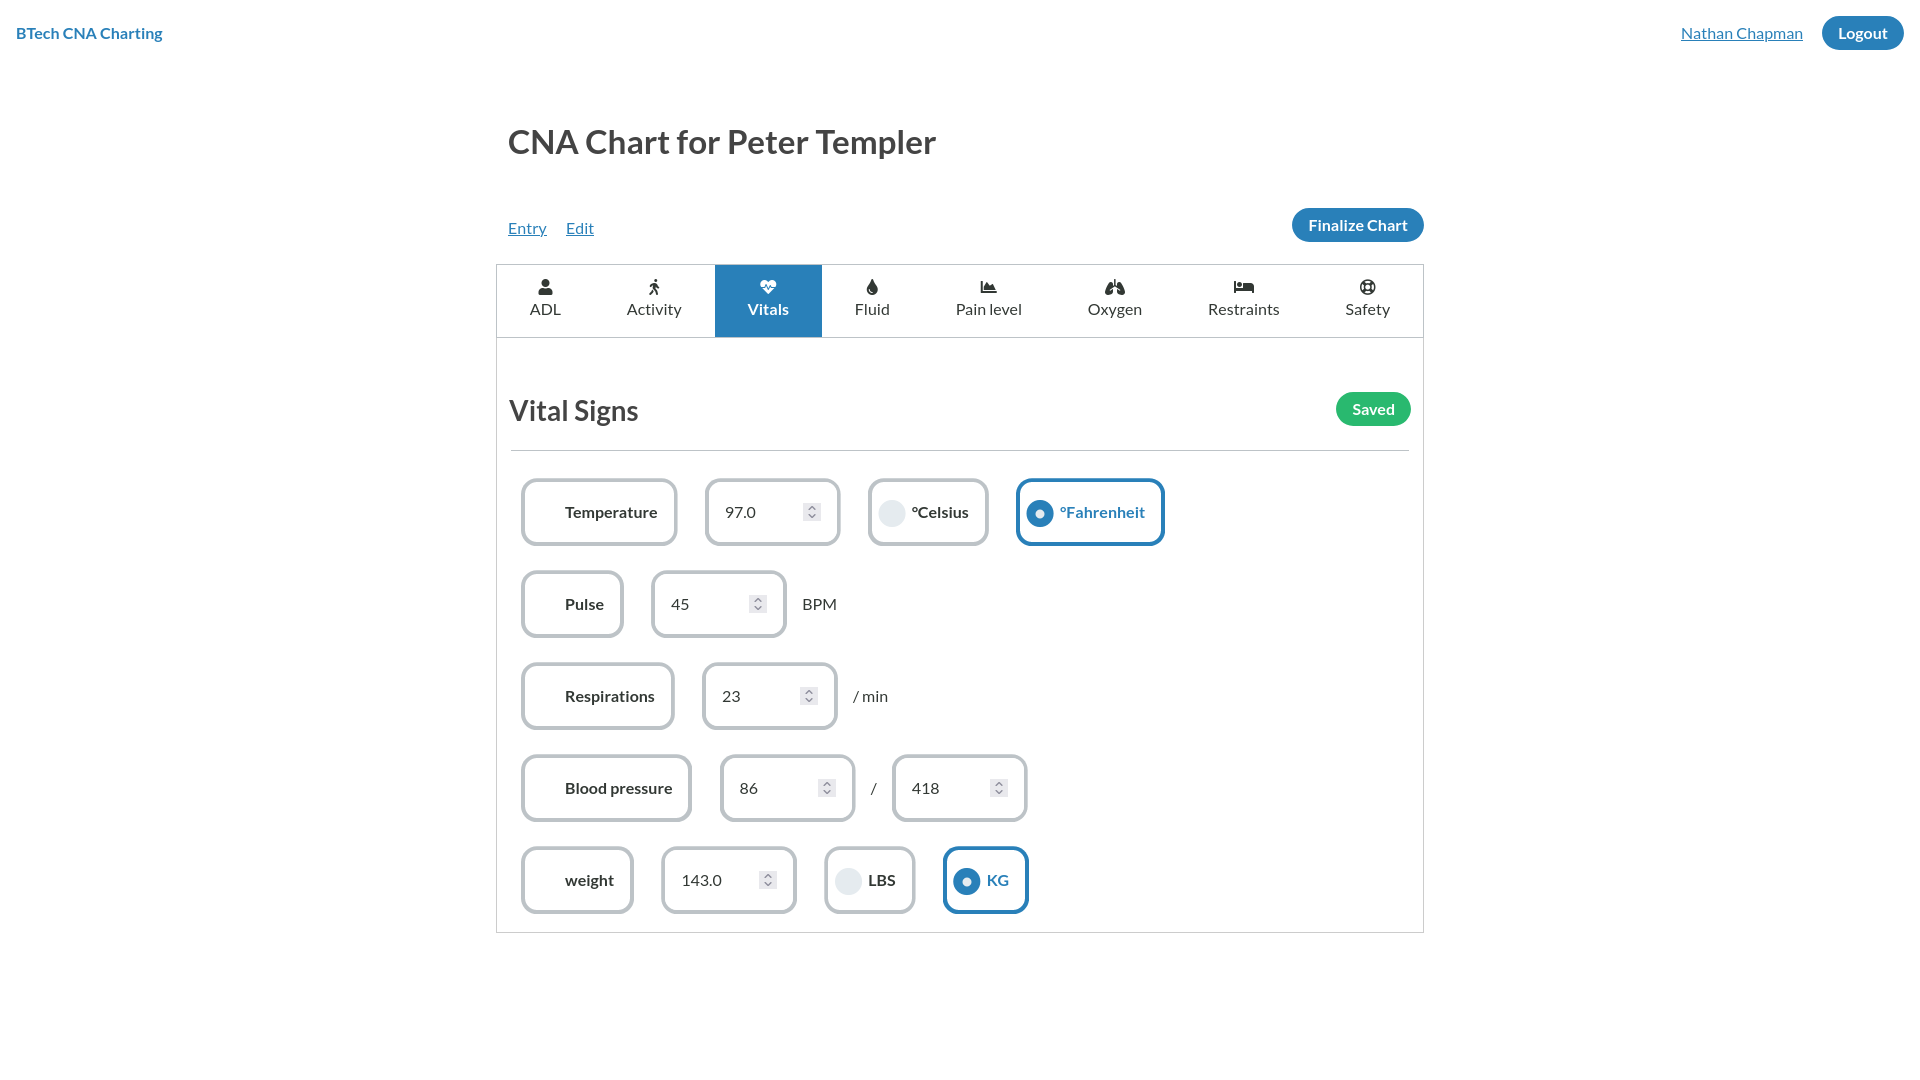 BTech CNA Charting
Nathan Chapman
Logout
CNA Chart for Peter Templer
Entry
Edit
Finalize Chart
ADL
Activity
Vitals
Fluid
Pain level
Oxygen
Restraints
Safety
Vital Signs
Saved
Temperature
97.0
°Celsius
°Fahrenheit
Pulse
45
BPM
Respirations
23
/ min
Blood pressure
86
/
418
weight
143.0
LBS
KG